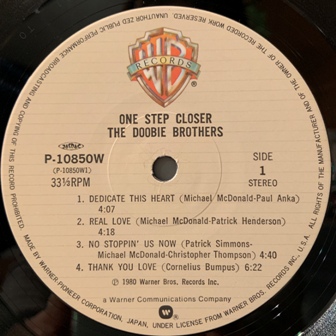 UNAUTHORIZED PUBLIC PERFORMANCE, BROADCASTING AND COPYING OF THIS RECORD PROHIBITED.
RECORDS
ONE STEP CLOSER
THE DOOBIE BROTHERS
P-10850W
(P-10850W1)
33⅓RPM
SIDE
1
STEREO
1. DEDICATE THIS HEART (Michael McDonald-Paul Anka)
4:07
2. REAL LOVE (Michael McDonald-Patrick Henderson)
4:18
3. NO STOPPIN' US NOW (Patrick Simmons-
Michael McDonald-Christopher Thompson) 4:40
4. THANK YOU LOVE (Cornelius Bumpus) 6:22
Ⓟ 1980 Warner Bros. Records Inc.
a Warner Communications Company
MADE BY WARNER-PIONEER CORPORATION, JAPAN, UNDER LICENSE FROM WARNER BROS. RECORDS INC., U.S.A.
ALL RIGHTS OF THE MANUFACTURER AND OF THE OWNER OF THE RECORDED WORK RESERVED.